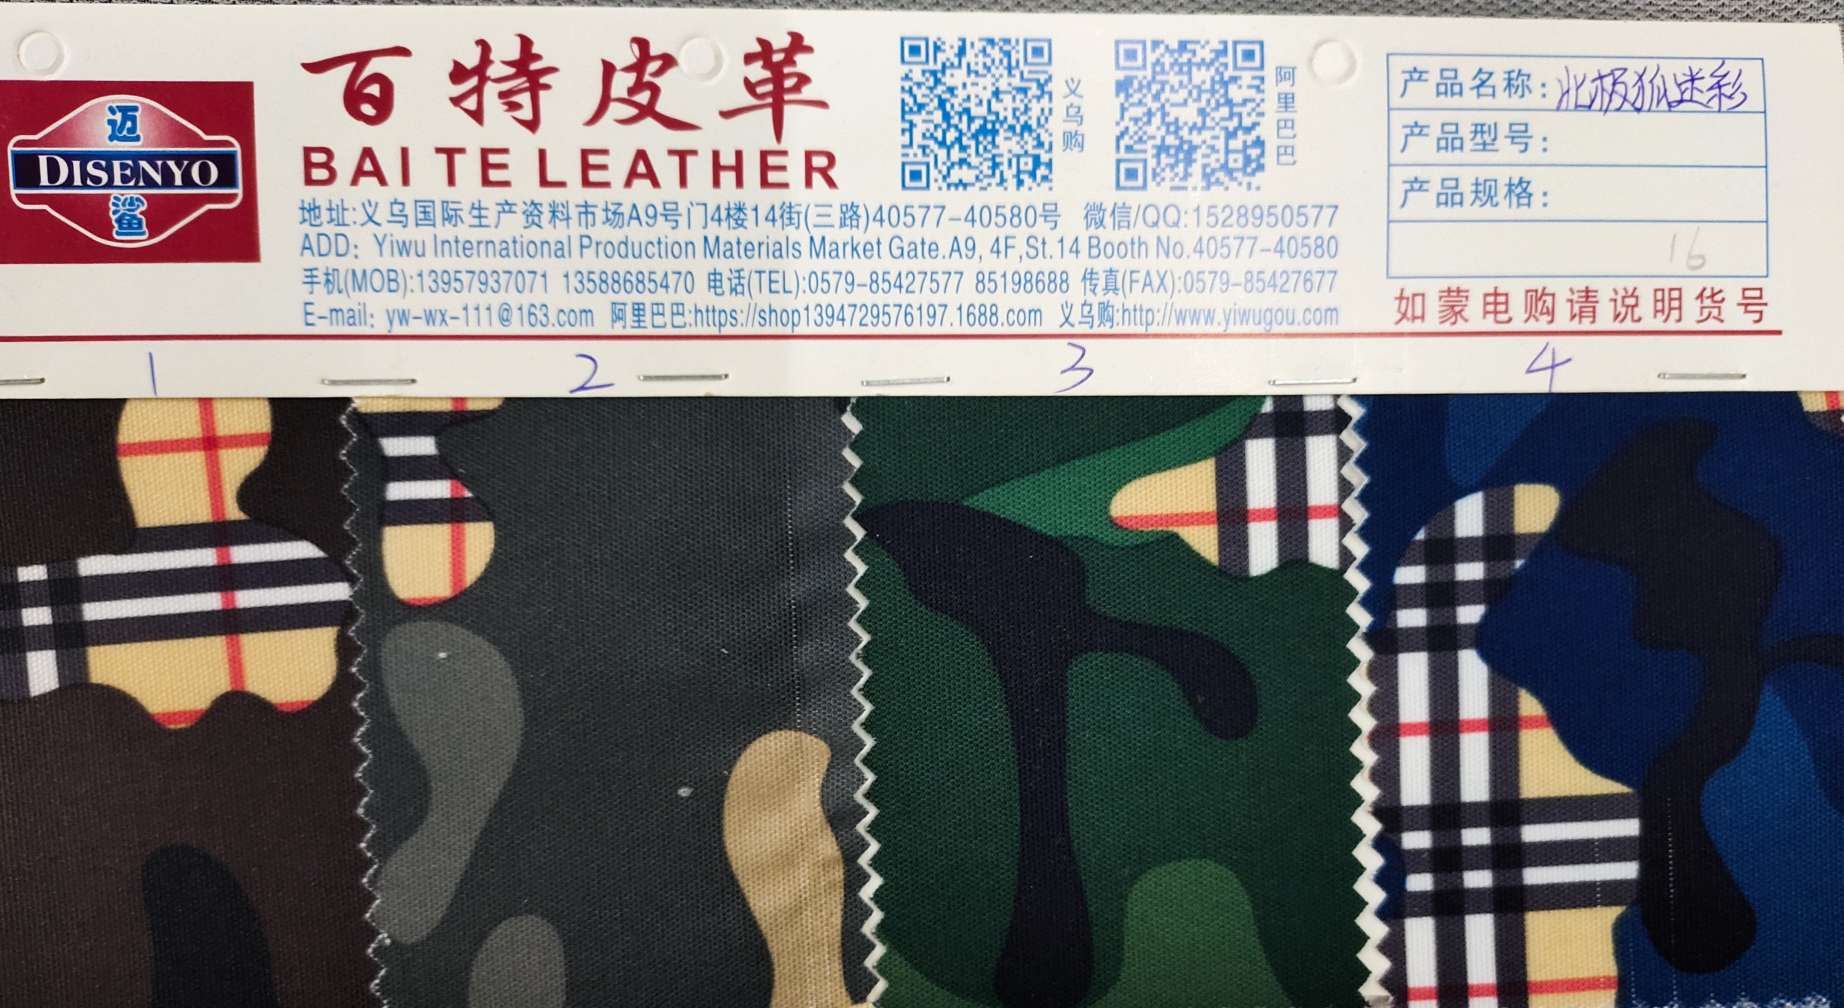 迈
DISENYO
鲨
百特皮革
BAI TE LEATHER
义乌购
阿里巴巴
地址:义乌国际生产资料市场A9号门4楼14街(三路)40577-40580号 微信/QQ:1528950577
ADD: Yiwu International Production Materials Market Gate.A9, 4F,St.14 Booth No.40577-40580
手机(MOB):13957937071 13588685470 电话(TEL):0579-85427577 85198688 传真(FAX):0579-85427677
E-mail: yw-wx-111@163.com 阿里巴巴:https://shop1394729576197.1688.com 义乌购:http://www.yiwugou.com
产品名称:北极狐迷彩
产品型号:
产品规格:
16
如蒙电购请说明货号
1 2 3 4